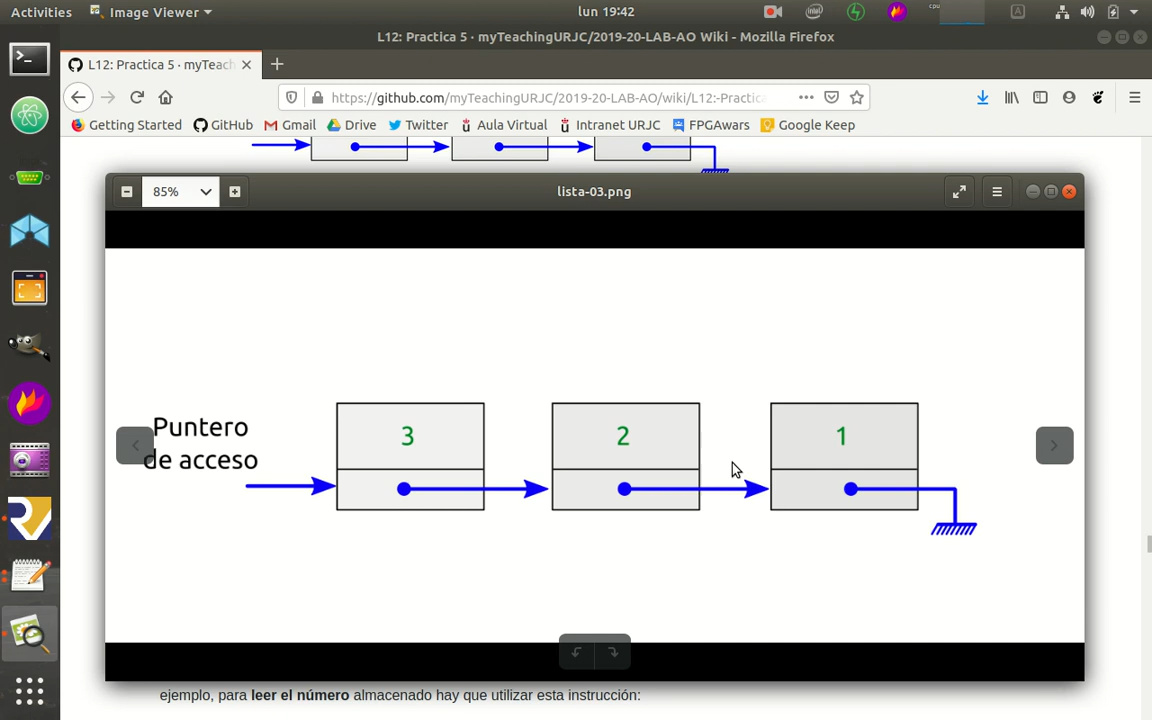 Activities
Image Viewer
lun 19:42
cpu
L12: Practica 5 · myTeachingURJC/2019-20-LAB-AO Wiki - Mozilla Firefox
L12: Practica 5 · myTeach
https://github.com/myTeachingURJC/2019-20-LAB-AO/wiki/L12:-Practica
Getting Started
GitHub
Gmail
Drive
Twitter
Aula Virtual
Intranet URJC
FPGAwars
Google Keep
85%
lista-03.png
Puntero
de acceso
3
2
1
ejemplo, para leer el número almacenado hay que utilizar esta instrucción: